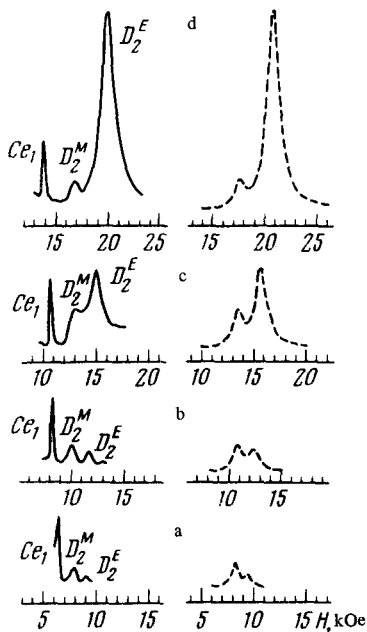 D₂ᴱ d
Ce₁ D₂ᴹ
15 20 25 15 20 25
D₂ᴱ c
Ce₁ D₂ᴹ
10 15 20 10 15 20
b
Ce₁ D₂ᴹ D₂ᴱ
10 15 10 15
a
Ce₁ D₂ᴹ D₂ᴱ
5 10 15 5 10 15 H, kOe